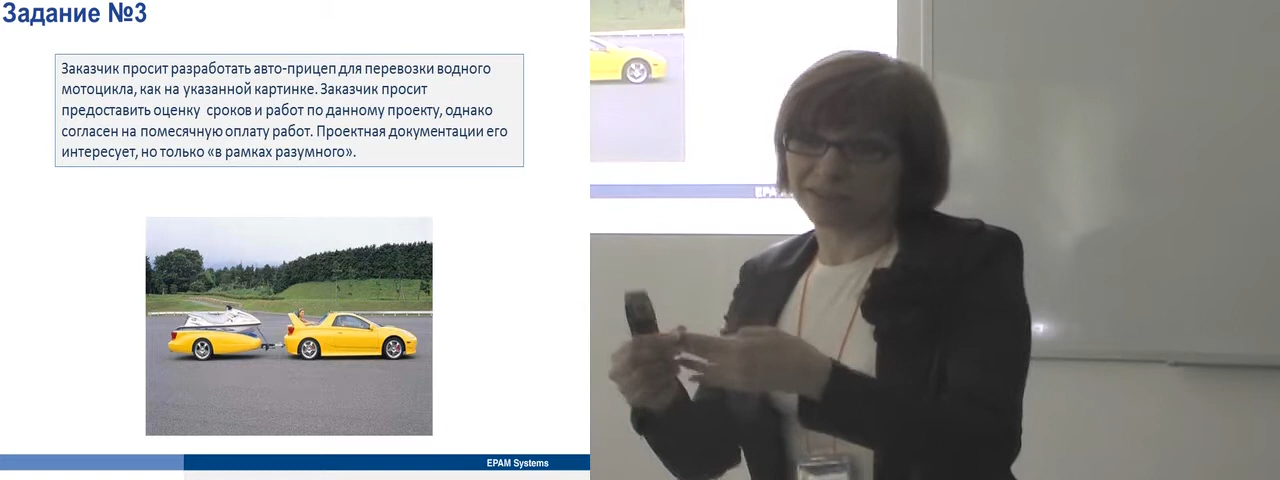 Задание №3
Заказчик просит разработать авто-прицеп для перевозки водного
мотоцикла, как на указанной картинке. Заказчик просит
предоставить оценку сроков и работ по данному проекту, однако
согласен на помесячную оплату работ. Проектная документации его
интересует, но только «в рамках разумного».
EPAM Systems